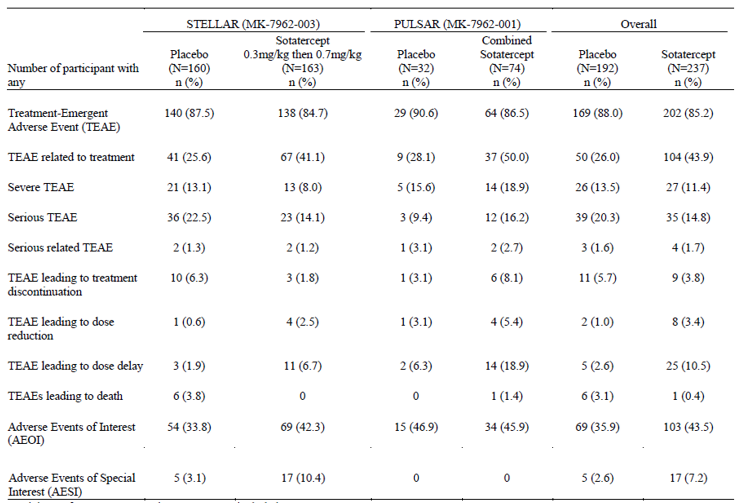 STELLAR (MK-7962-003) PULSAR (MK-7962-001) Overall
Number of participant with any Placebo (N=160) n (%) Sotatercept 0.3mg/kg then 0.7mg/kg (N=163) n (%) Placebo (N=32) n (%) Combined Sotatercept (N=74) n (%) Placebo (N=192) n (%) Sotatercept (N=237) n (%)
Treatment-Emergent Adverse Event (TEAE) 140 (87.5) 138 (84.7) 29 (90.6) 64 (86.5) 169 (88.0) 202 (85.2)
TEAE related to treatment 41 (25.6) 67 (41.1) 9 (28.1) 37 (50.0) 50 (26.0) 104 (43.9)
Severe TEAE 21 (13.1) 13 (8.0) 5 (15.6) 14 (18.9) 26 (13.5) 27 (11.4)
Serious TEAE 36 (22.5) 23 (14.1) 3 (9.4) 12 (16.2) 39 (20.3) 35 (14.8)
Serious related TEAE 2 (1.3) 2 (1.2) 1 (3.1) 2 (2.7) 3 (1.6) 4 (1.7)
TEAE leading to treatment discontinuation 10 (6.3) 3 (1.8) 1 (3.1) 6 (8.1) 11 (5.7) 9 (3.8)
TEAE leading to dose reduction 1 (0.6) 4 (2.5) 1 (3.1) 4 (5.4) 2 (1.0) 8 (3.4)
TEAE leading to dose delay 3 (1.9) 11 (6.7) 2 (6.3) 14 (18.9) 5 (2.6) 25 (10.5)
TEAEs leading to death 6 (3.8) 0 0 1 (1.4) 6 (3.1) 1 (0.4)
Adverse Events of Interest (AEOI) 54 (33.8) 69 (42.3) 15 (46.9) 34 (45.9) 69 (35.9) 103 (43.5)
Adverse Events of Special Interest (AESI) 5 (3.1) 17 (10.4) 0 0 5 (2.6) 17 (7.2)